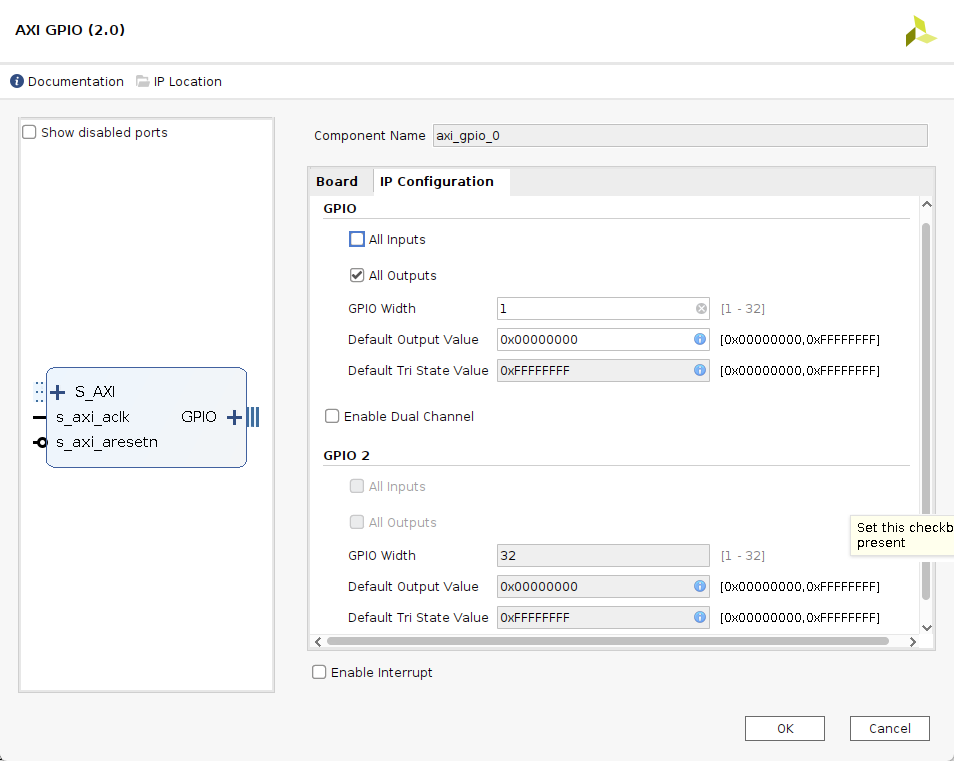 AXI GPIO (2.0)
Documentation IP Location
Show disabled ports
S_AXI
s_axi_aclk GPIO
s_axi_aresetn
Component Name axi_gpio_0
Board IP Configuration
GPIO
All Inputs
All Outputs
GPIO Width 1 [1 - 32]
Default Output Value 0x00000000 [0x00000000,0xFFFFFFFF]
Default Tri State Value 0xFFFFFFFF [0x00000000,0xFFFFFFFF]
Enable Dual Channel
GPIO 2
All Inputs
All Outputs
GPIO Width 32 [1 - 32]
Default Output Value 0x00000000 [0x00000000,0xFFFFFFFF]
Default Tri State Value 0xFFFFFFFF [0x00000000,0xFFFFFFFF]
Set this checkb
present
Enable Interrupt
OK Cancel